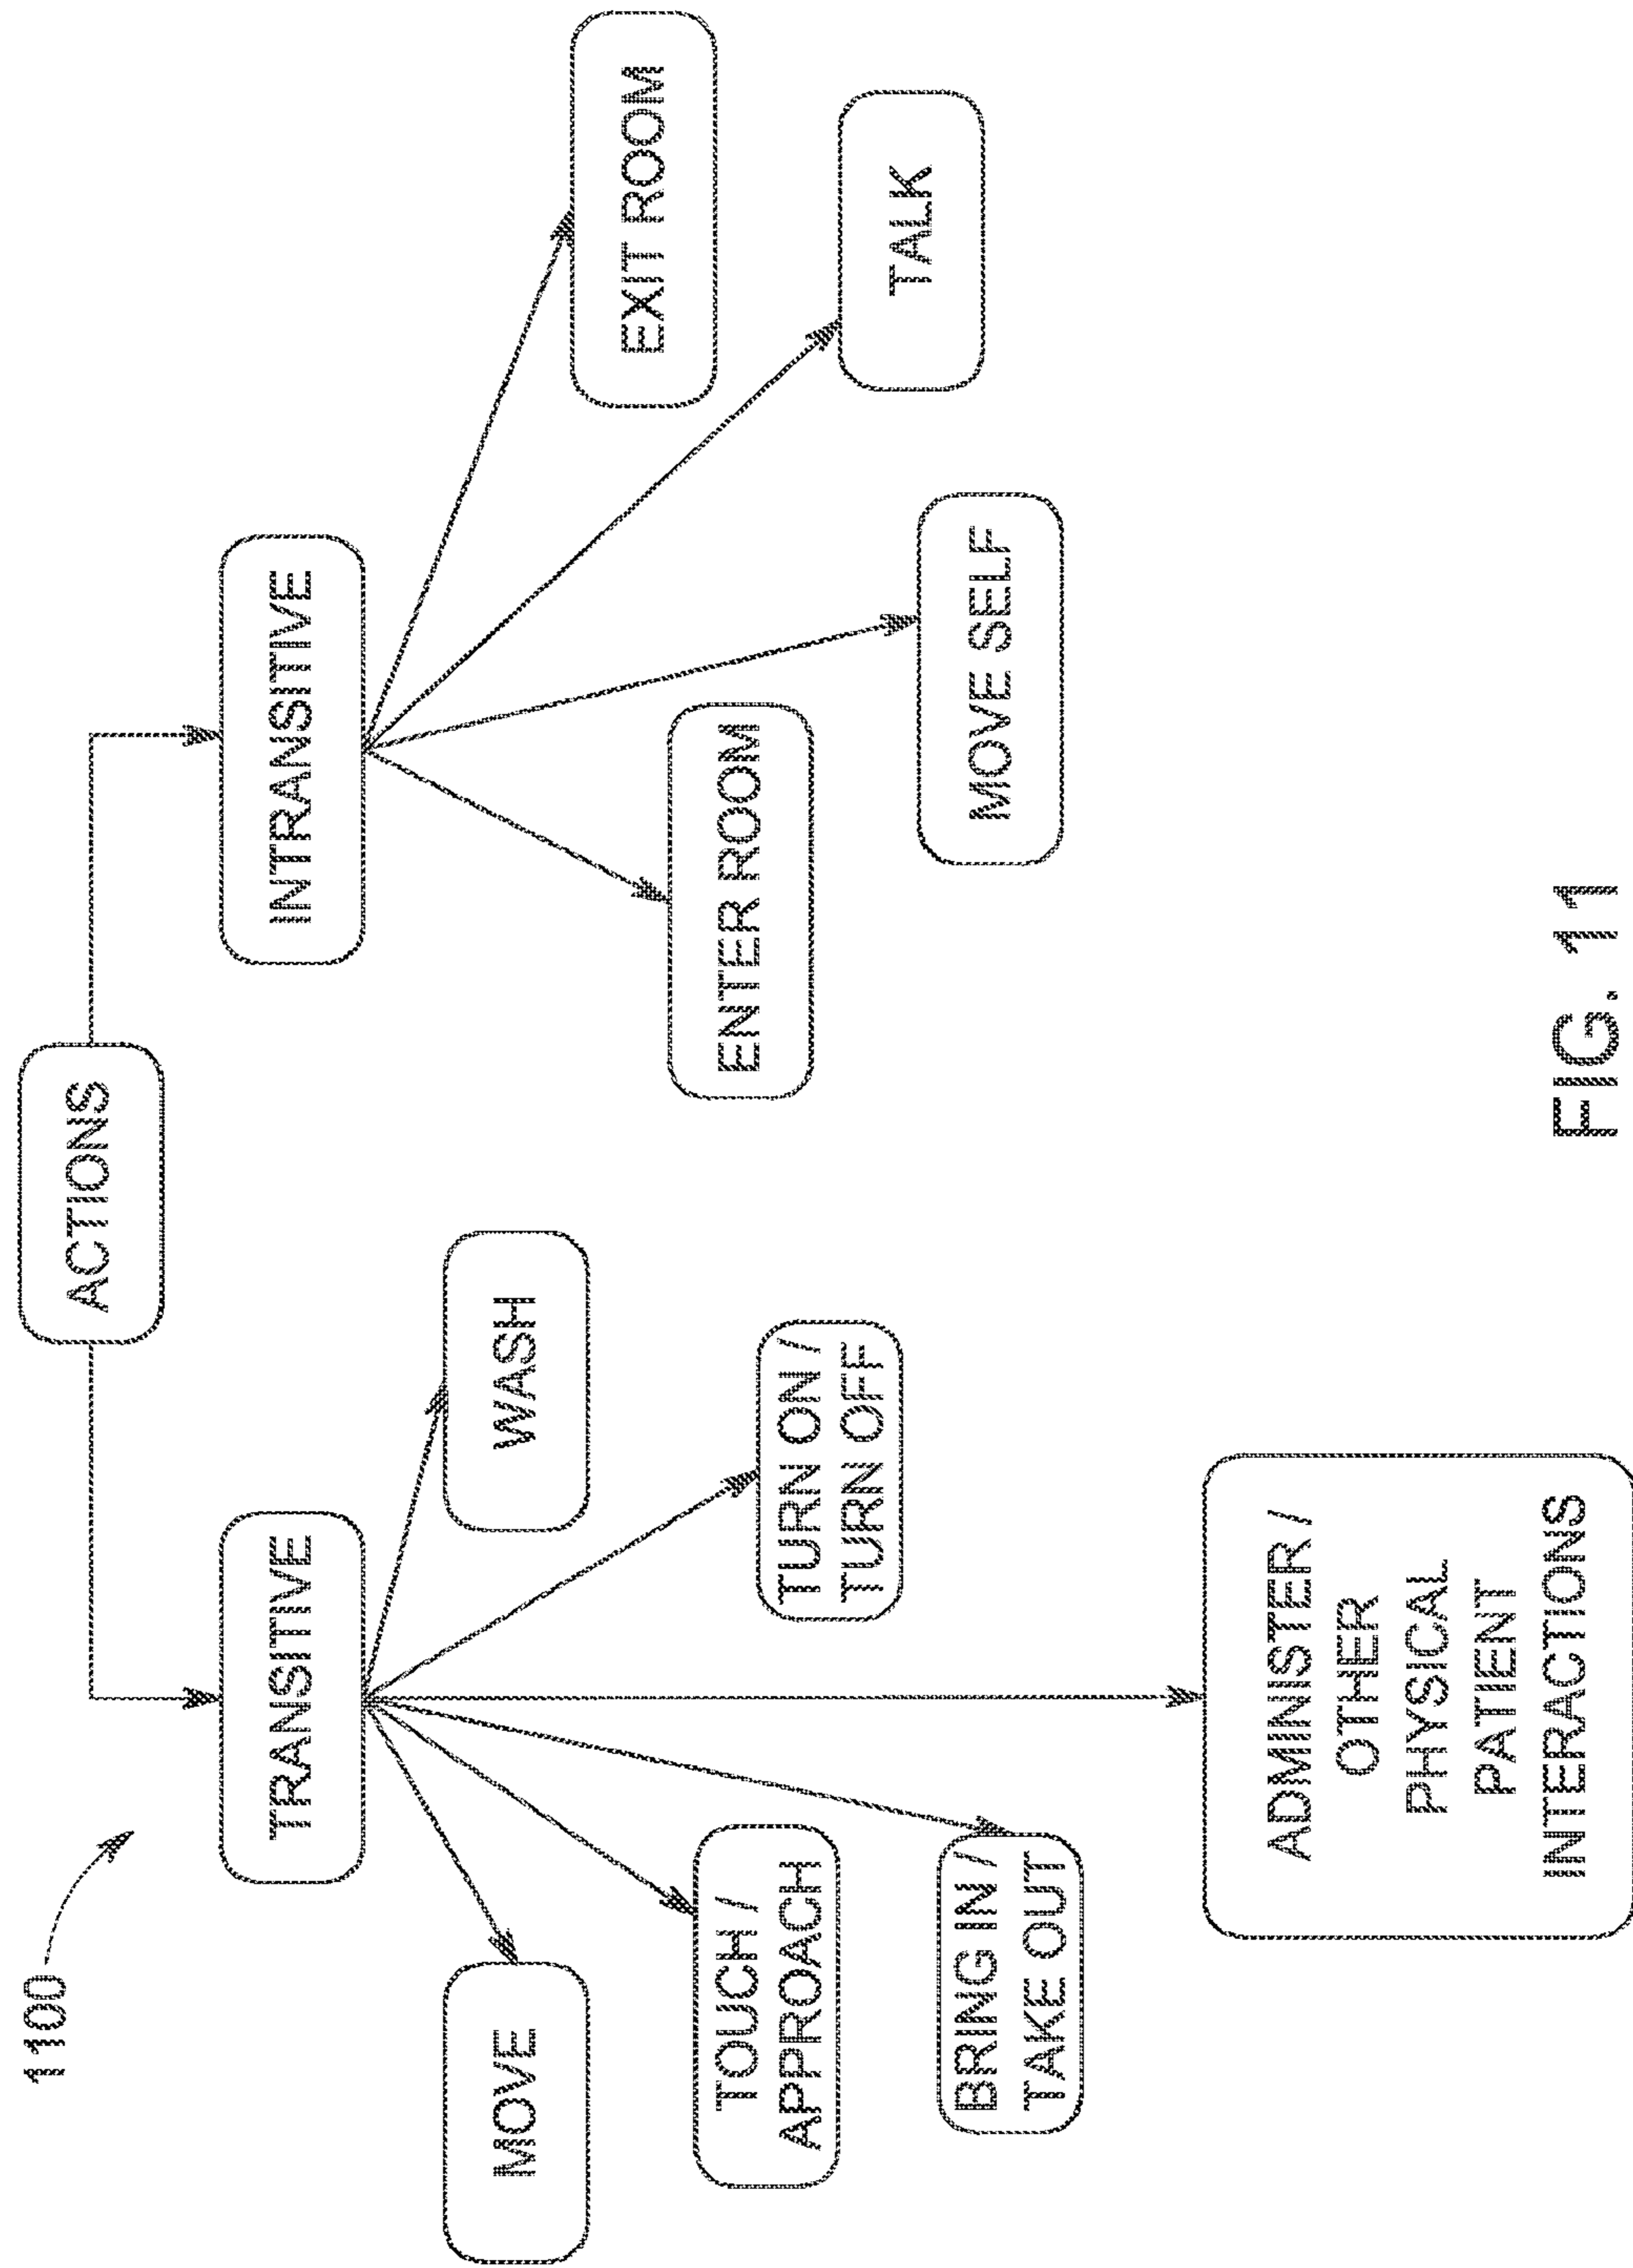 1100
ACTIONS
TRANSITIVE
INTRANSITIVE
MOVE
WASH
TOUCH /
APPROACH
TURN ON /
TURN OFF
BRING IN /
TAKE OUT
ADMINISTER /
OTHER
PHYSICAL
PATIENT
INTERACTIONS
EXIT ROOM
ENTER ROOM
TALK
MOVE SELF
FIG. 11